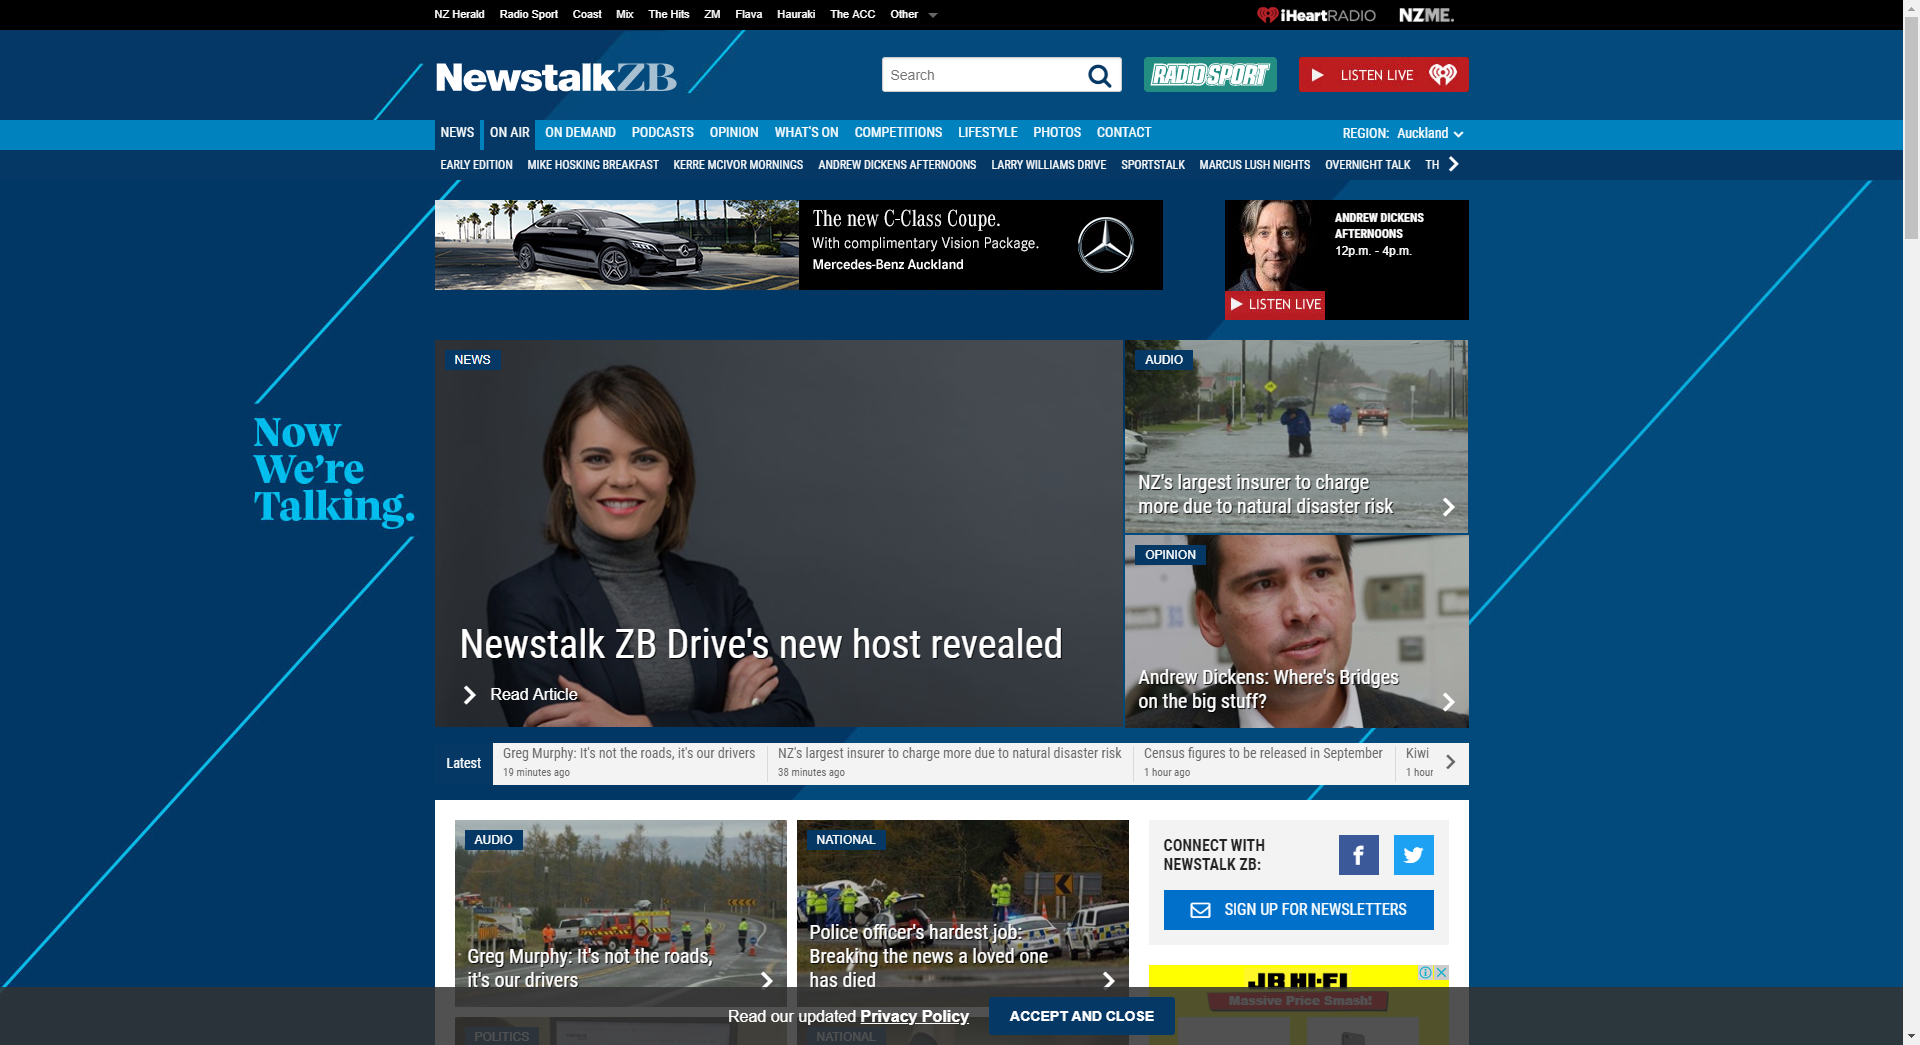 NZ Herald Radio Sport Coast Mix The Hits ZM Flava Hauraki The ACC Other
iHeartRADIO NZME.
NewstalkZB
Search
RADIO SPORT
LISTEN LIVE
NEWS ON AIR ON DEMAND PODCASTS OPINION WHAT'S ON COMPETITIONS LIFESTYLE PHOTOS CONTACT
REGION: Auckland
EARLY EDITION MIKE HOSKING BREAKFAST KERRE MCIVOR MORNINGS ANDREW DICKENS AFTERNOONS LARRY WILLIAMS DRIVE SPORTSTALK MARCUS LUSH NIGHTS OVERNIGHT TALK TH
The new C-Class Coupe.
With complimentary Vision Package.
Mercedes-Benz Auckland
ANDREW DICKENS
AFTERNOONS
12p.m. - 4p.m.
LISTEN LIVE
Now
We're
Talking.
NEWS
Newstalk ZB Drive's new host revealed
Read Article
AUDIO
NZ's largest insurer to charge
more due to natural disaster risk
OPINION
Andrew Dickens: Where's Bridges
on the big stuff?
Latest
Greg Murphy: It's not the roads, it's our drivers
19 minutes ago
NZ's largest insurer to charge more due to natural disaster risk
38 minutes ago
Census figures to be released in September
1 hour ago
Kiwi
1 hour
AUDIO
Greg Murphy: It's not the roads,
it's our drivers
NATIONAL
Police officer's hardest job:
Breaking the news a loved one
has died
CONNECT WITH
NEWSTALK ZB:
SIGN UP FOR NEWSLETTERS
JB HI-FI
Massive Price Smash!
Read our updated Privacy Policy
ACCEPT AND CLOSE
POLITICS
NATIONAL